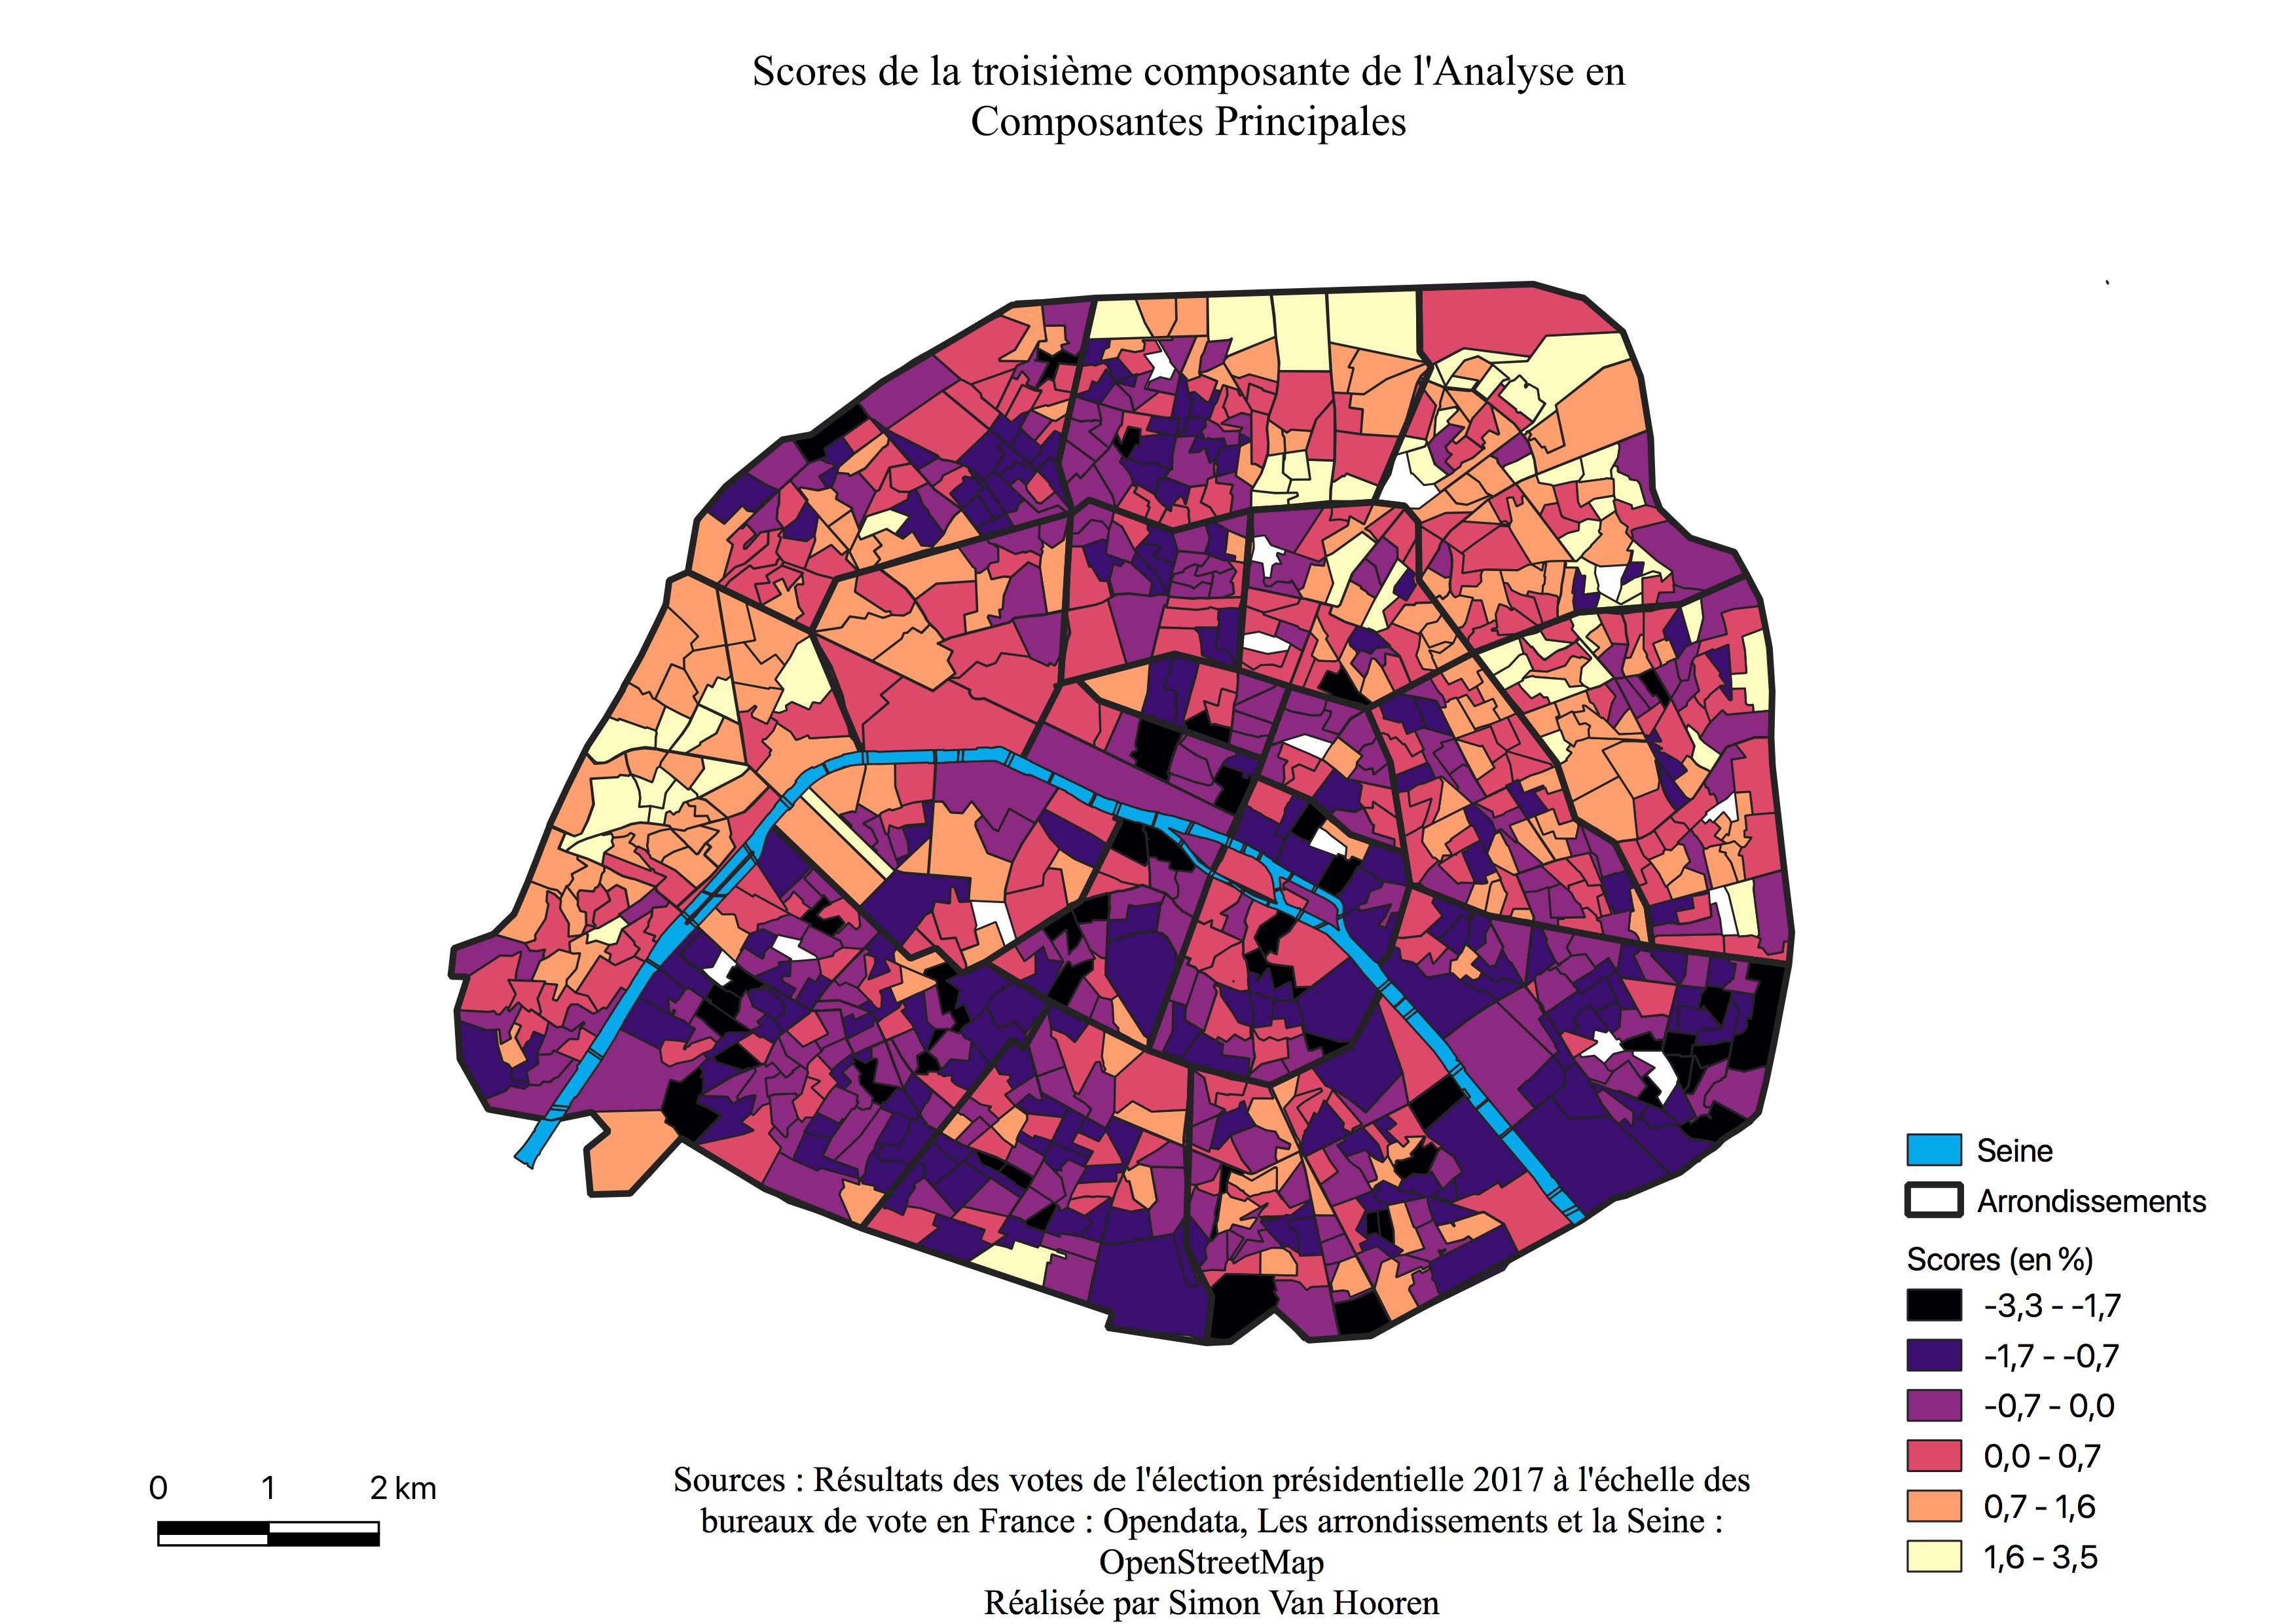 Scores de la troisième composante de l'Analyse en
Composantes Principales
Seine
Arrondissements
Scores (en %)
-3,3 - -1,7
-1,7 - -0,7
-0,7 - 0,0
0,0 - 0,7
0,7 - 1,6
1,6 - 3,5
0 1 2 km
Sources : Résultats des votes de l'élection présidentielle 2017 à l'échelle des
bureaux de vote en France : Opendata, Les arrondissements et la Seine :
OpenStreetMap
Réalisée par Simon Van Hooren